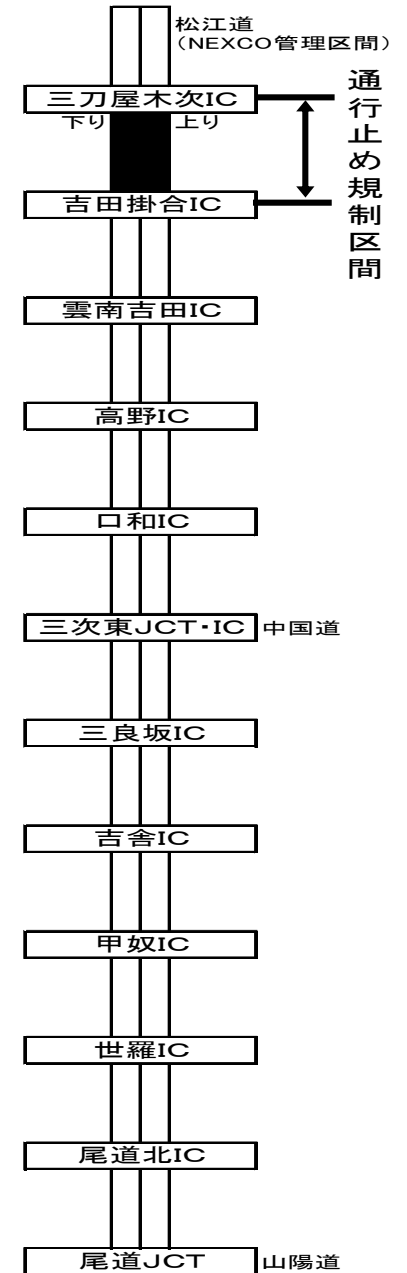 松江道
（NEXCO管理区間）
三刀屋木次IC
下り
上り
通行止め規制区間
吉田掛合IC
雲南吉田IC
高野IC
口和IC
三次東JCT･IC
中国道
三良坂IC
吉舎IC
甲奴IC
世羅IC
尾道北IC
尾道JCT
山陽道